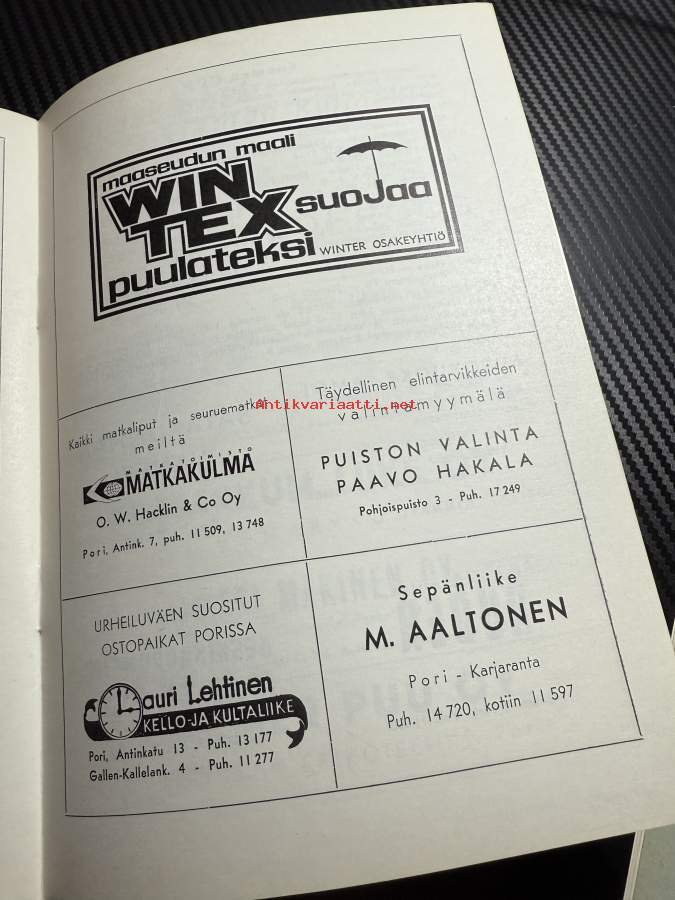 maaseudun maali
WIN
TEX suojaa
puulateksi WINTER OSAKEYHTIÖ
Kaikki matkaliput ja seuruematkat
meiltä
MATKATOIMISTO
MATKAKULMA
O. W. Hacklin & Co Oy
Pori, Antink. 7, puh. 11 509, 13 748
Täydellinen elintarvikkeiden
valintamyymälä
antikvariaatti.net
PUISTON VALINTA
PAAVO HAKALA
Pohjoispuisto 3 - Puh. 17 249
URHEILUVÄEN SUOSITUT
OSTOPAIKAT PORISSA
Lauri Lehtinen
KELLO- JA KULTALIIKE
Pori, Antinkatu 13 - Puh. 13 177
Gallen-Kallelank. 4 - Puh. 11 277
Sepänliike
M. AALTONEN
Pori - Karjaranta
Puh. 14 720, kotiin 11 597